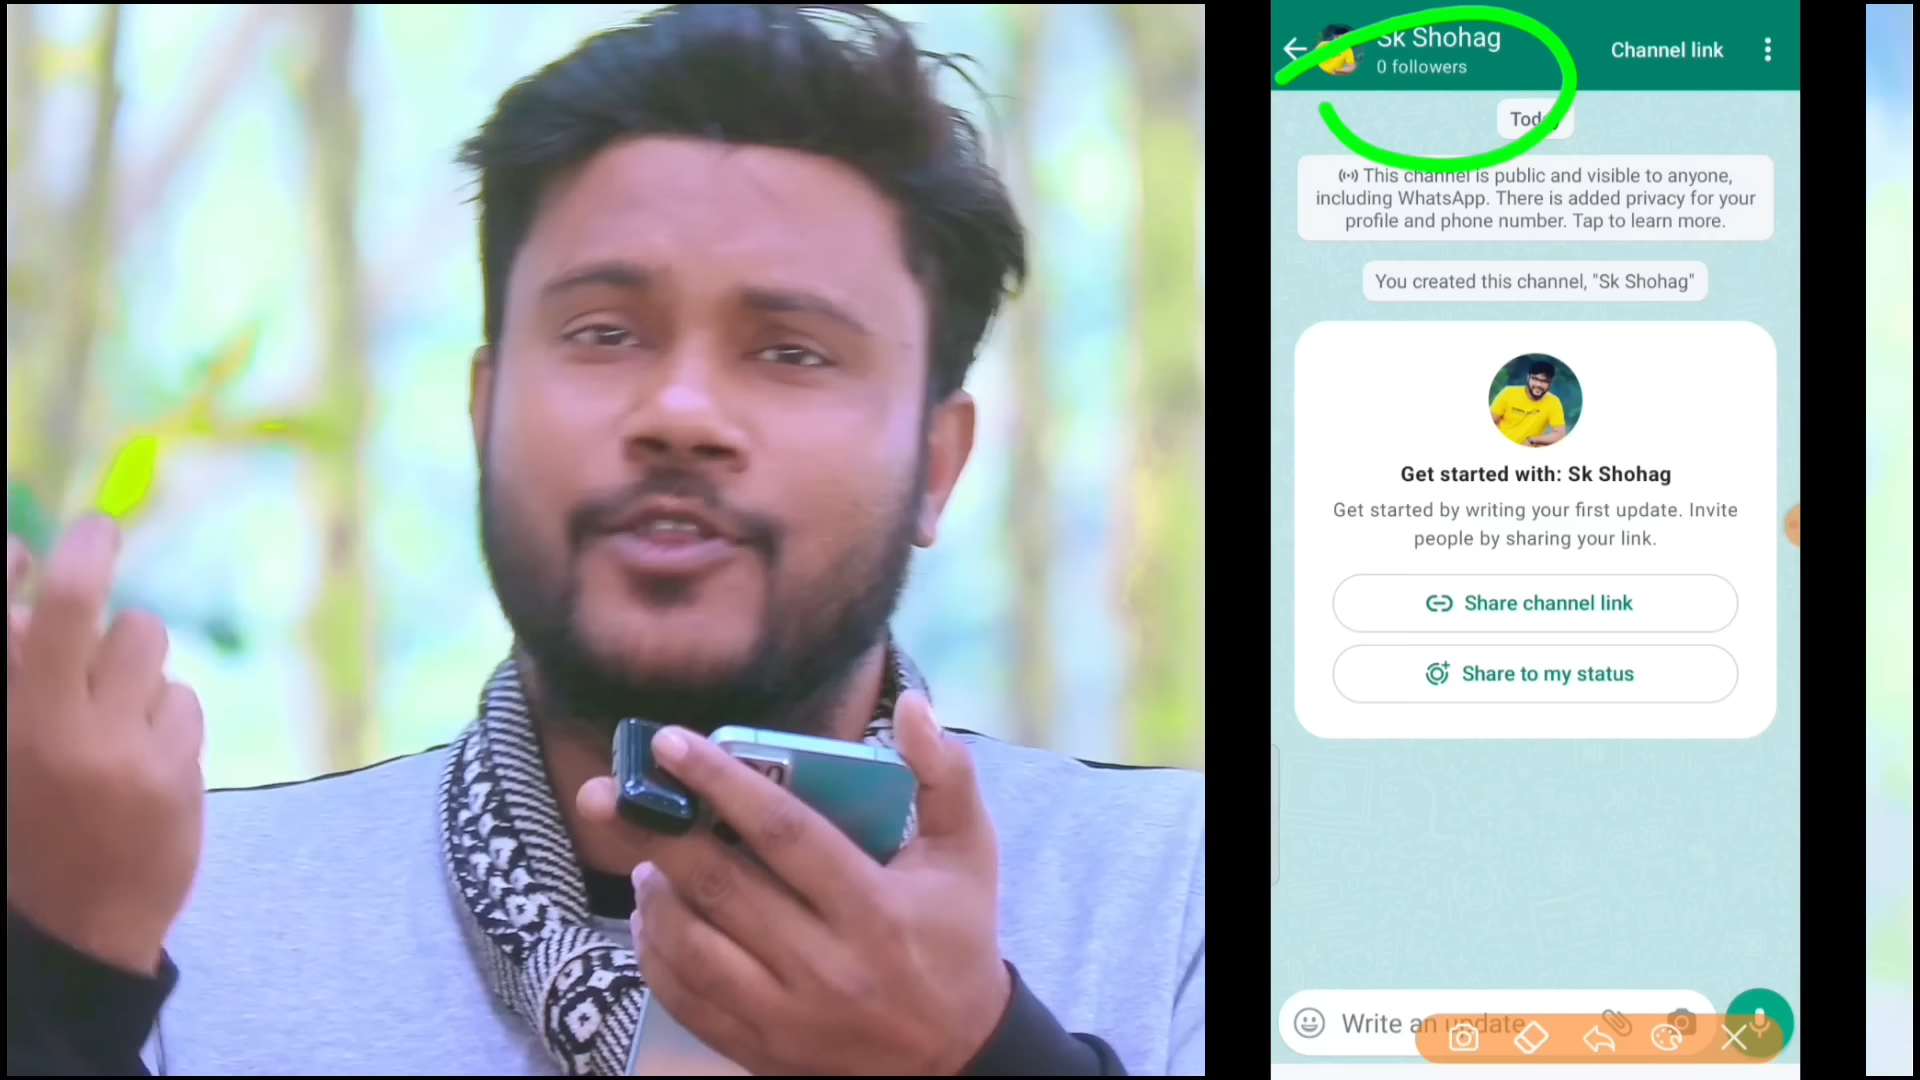 Sk Shohag
0 followers
Channel link
Today
This channel is public and visible to anyone,
including WhatsApp. There is added privacy for your
profile and phone number. Tap to learn more.
You created this channel, "Sk Shohag"
Get started with: Sk Shohag
Get started by writing your first update. Invite
people by sharing your link.
Share channel link
Share to my status
Write an update